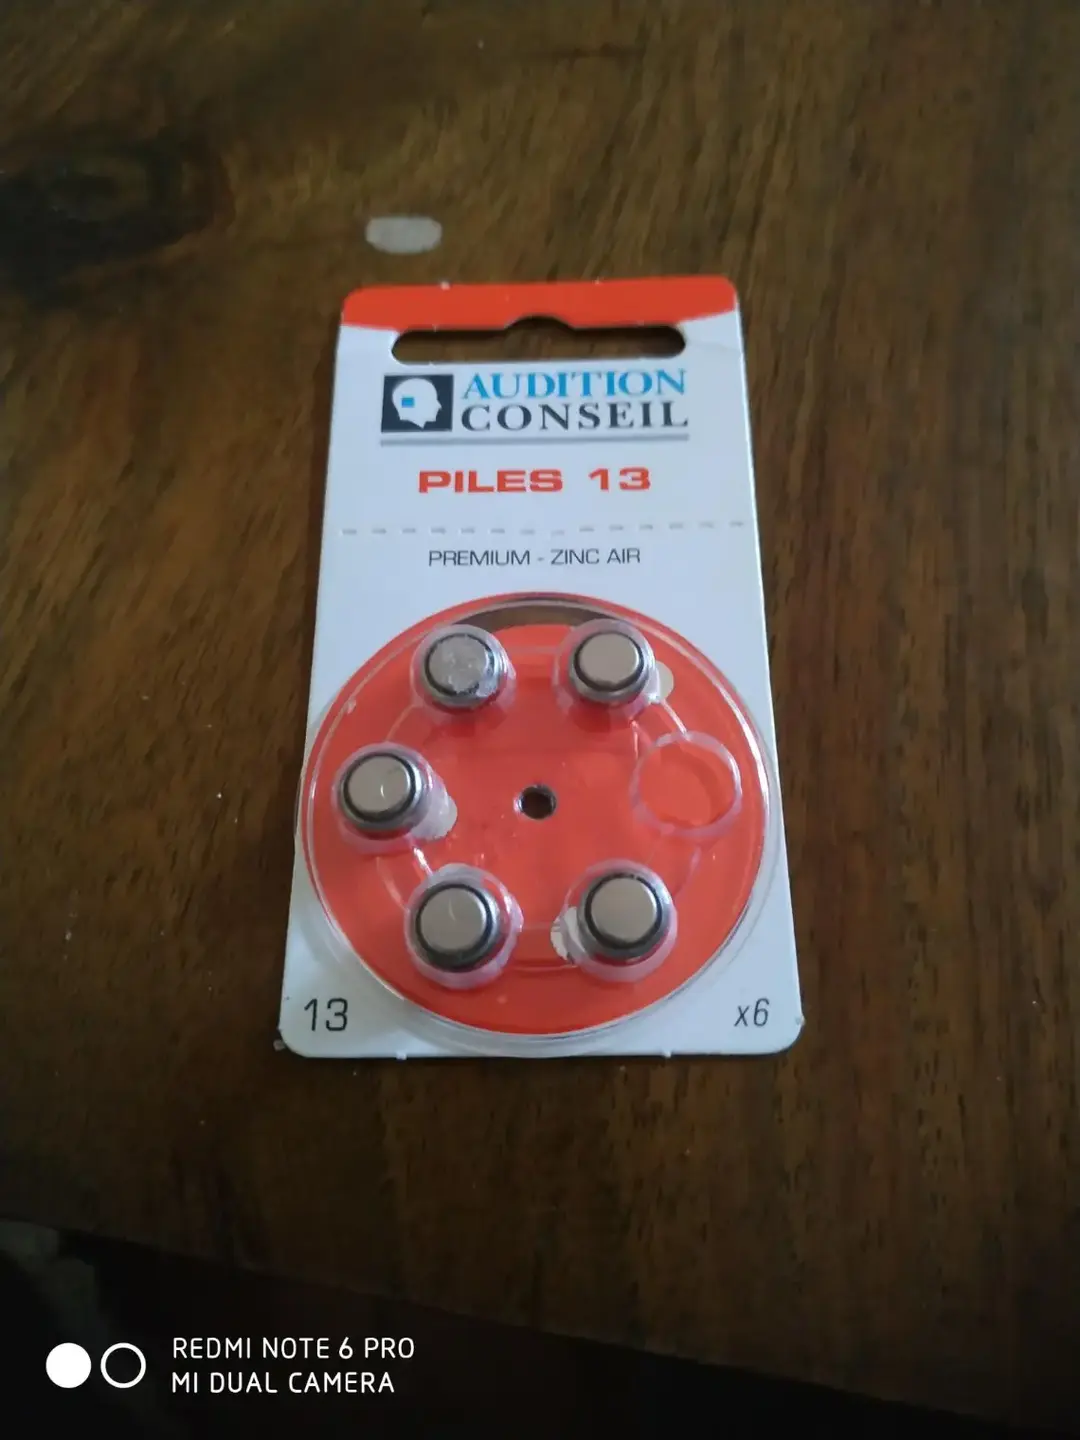 AUDITION
CONSEIL
PILES 13
PREMIUM - ZINC AIR
13
x6
REDMI NOTE 6 PRO
MI DUAL CAMERA